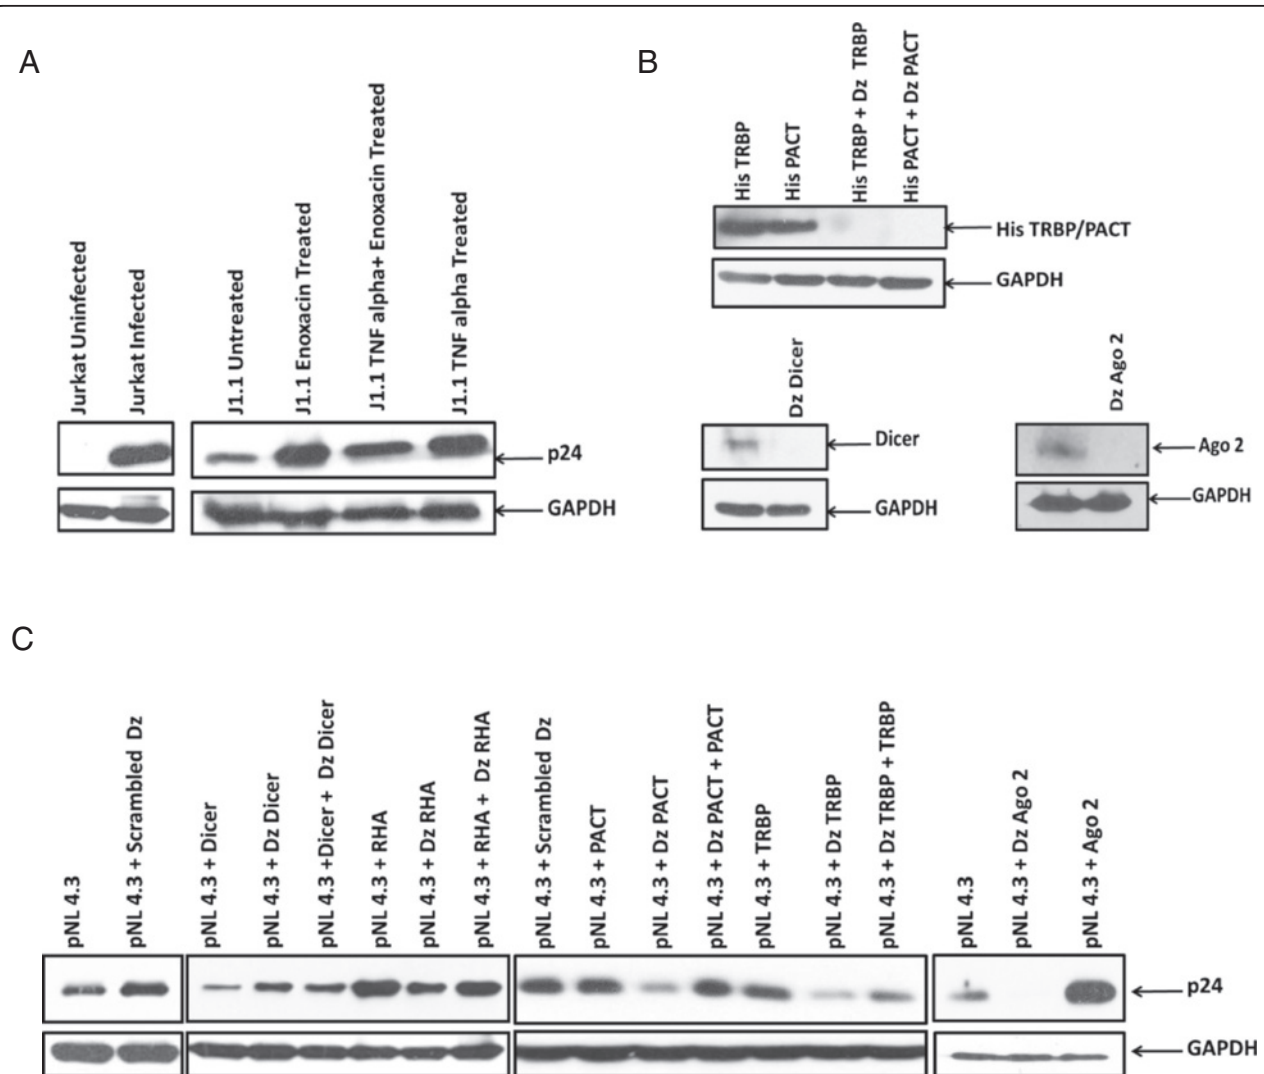 A
Jurkat Uninfected
Jurkat Infected
J1.1 Untreated
J1.1 Enoxacin Treated
J1.1 TNF alpha+ Enoxacin Treated
J1.1 TNF alpha Treated
p24
GAPDH
B
His TRBP
His PACT
His TRBP + Dz TRBP
His PACT + Dz PACT
His TRBP/PACT
GAPDH
Dz Dicer
Dicer
GAPDH
Dz Ago 2
Ago 2
GAPDH
C
pNL 4.3
pNL 4.3 + Scrambled Dz
pNL 4.3 + Dicer
pNL 4.3 + Dz Dicer
pNL 4.3 +Dicer + Dz Dicer
pNL 4.3 + RHA
pNL 4.3 + Dz RHA
pNL 4.3 + RHA + Dz RHA
pNL 4.3 + Scrambled Dz
pNL 4.3 + PACT
pNL 4.3 + Dz PACT
pNL 4.3 + Dz PACT + PACT
pNL 4.3 + TRBP
pNL 4.3 + Dz TRBP
pNL 4.3 + Dz TRBP + TRBP
pNL 4.3
pNL 4.3 + Dz Ago 2
pNL 4.3 + Ago 2
p24
GAPDH